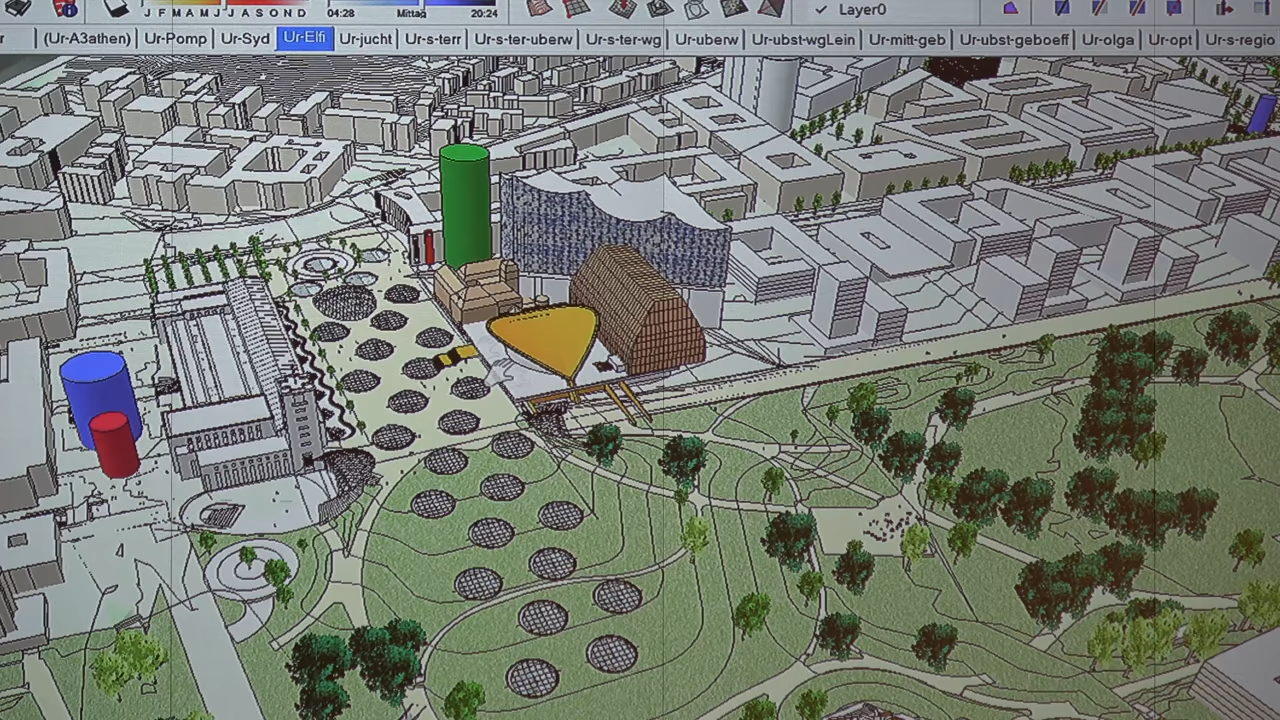 J F M A M J J A S O N D 04:28 Mittag 20:24 Layer0
r (Ur-A3athen) Ur-Pomp Ur-Syd Ur-Elfi Ur-jucht Ur-s-terr Ur-s-ter-uberw Ur-s-ter-wg Ur-uberw Ur-ubst-wgLein Ur-mitt-geb Ur-ubst-geboeff Ur-olga Ur-opt Ur-s-regio